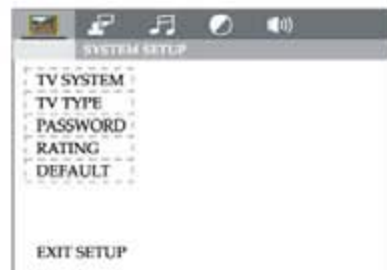 SYSTEM SETUP
TV SYSTEM
TV TYPE
PASSWORD
RATING
DEFAULT
EXIT SETUP